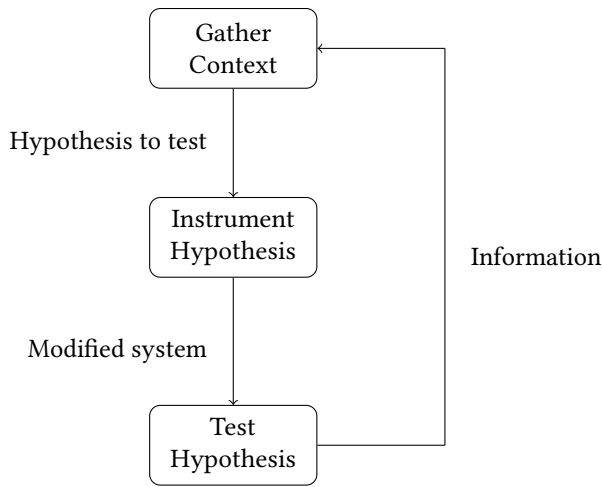 Gather
Context
Hypothesis to test
Instrument
Hypothesis
Information
Modified system
Test
Hypothesis